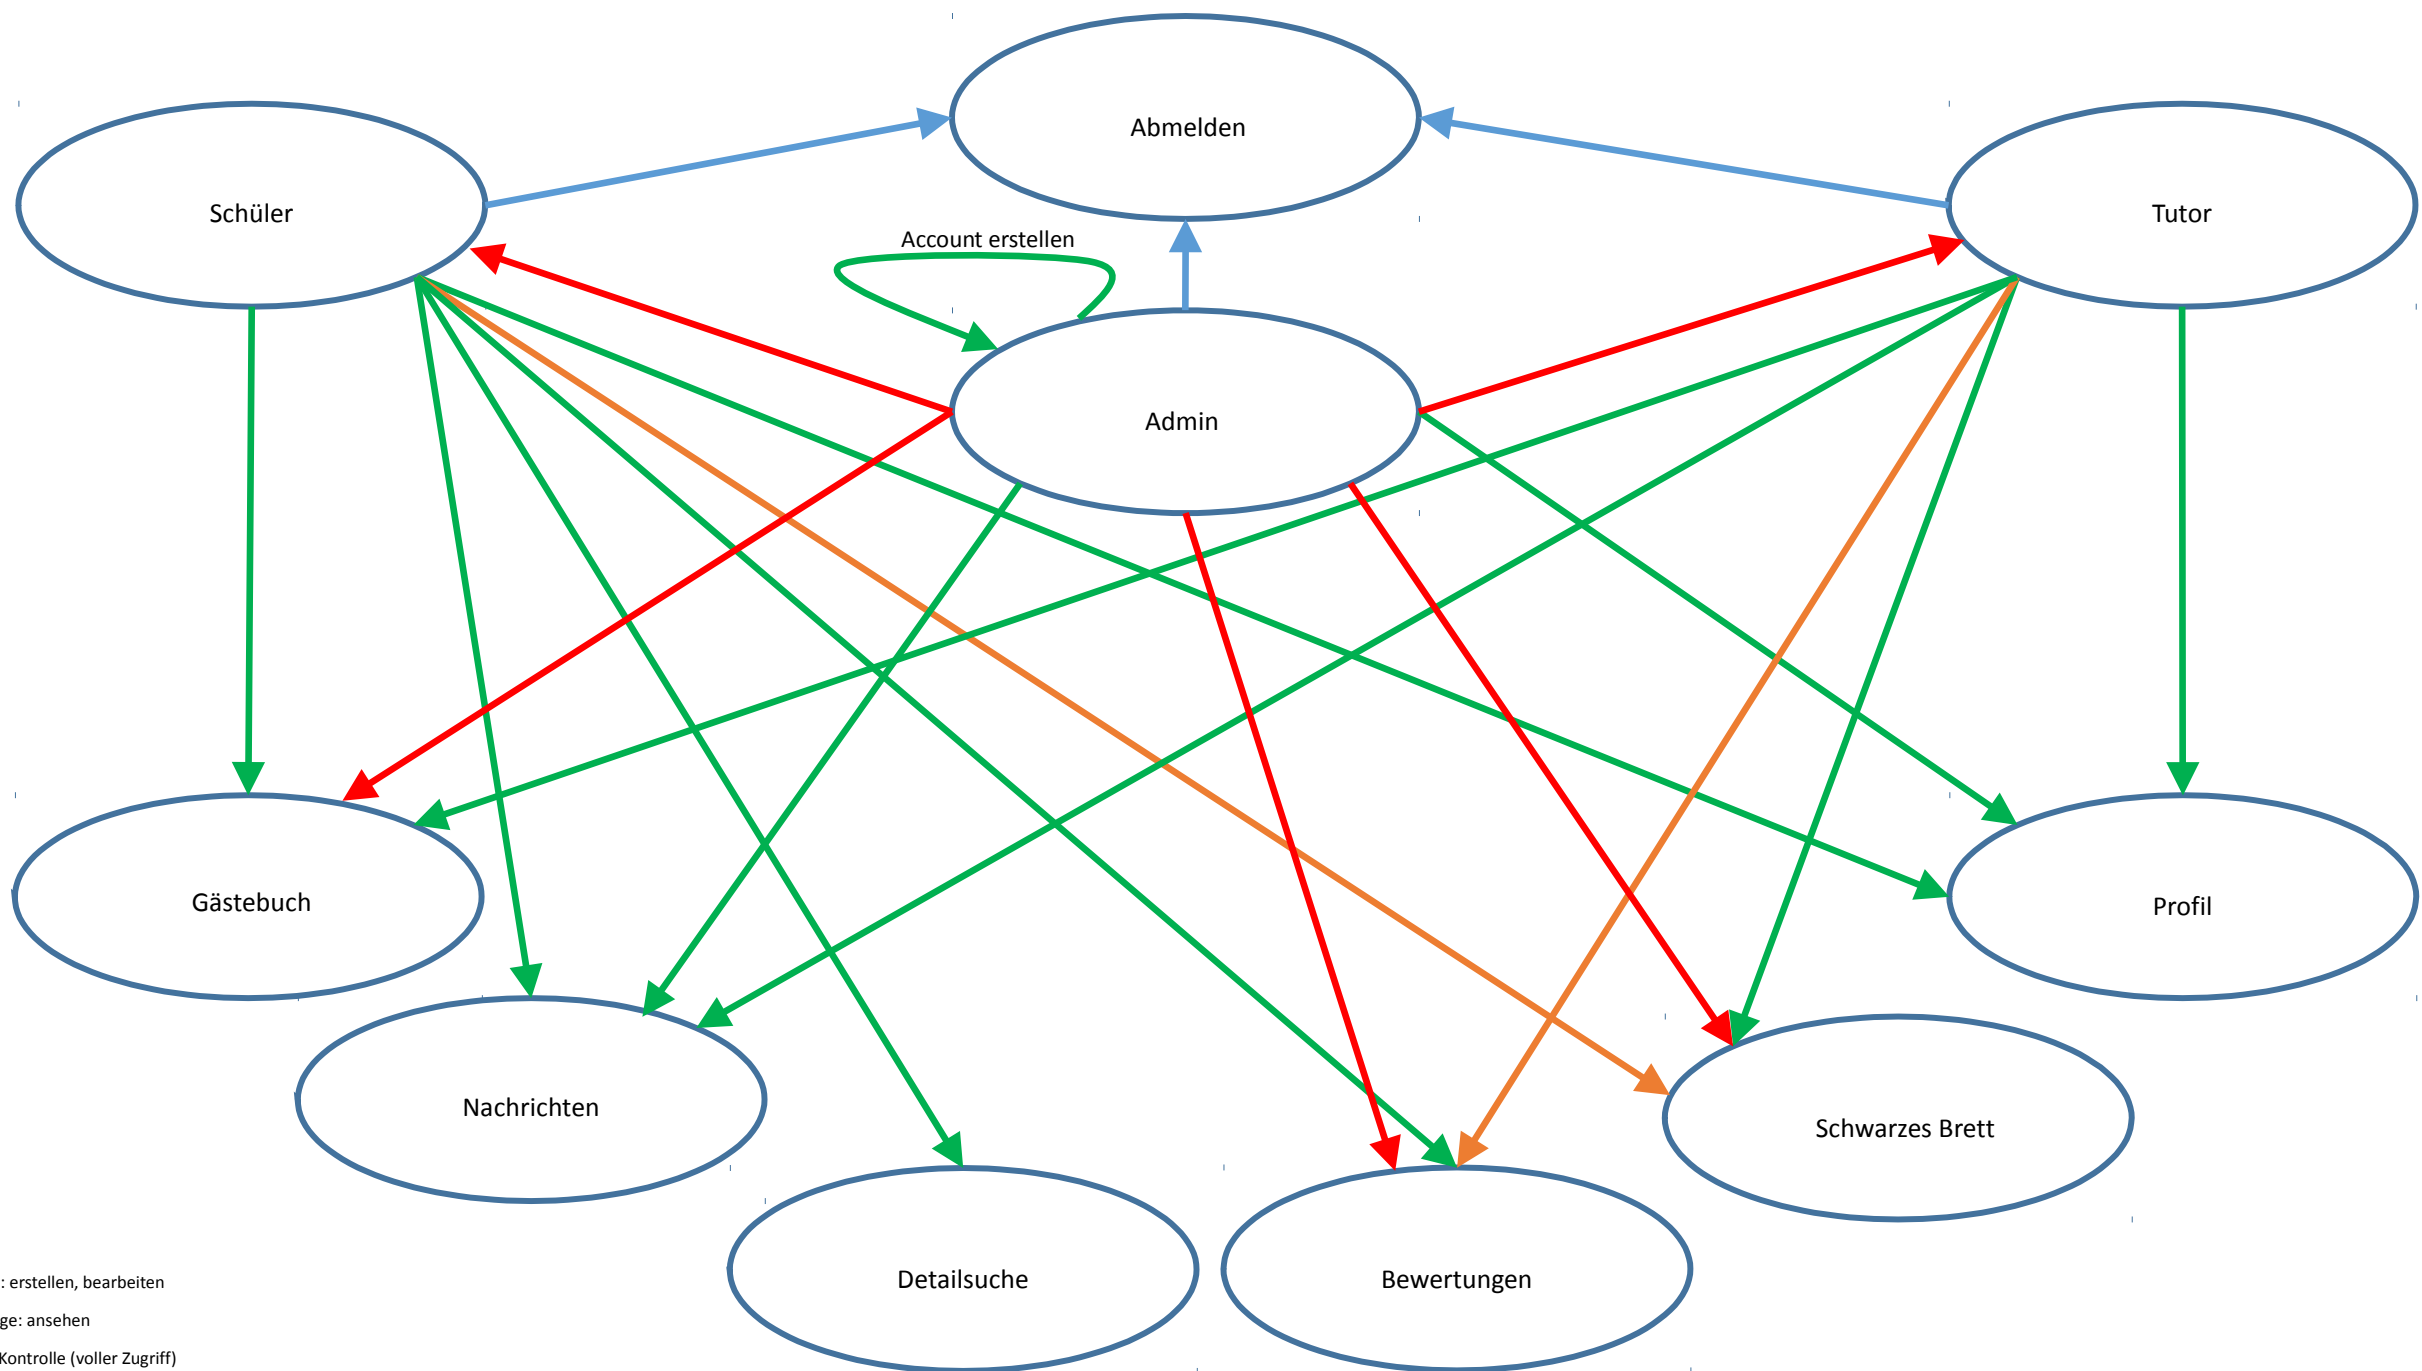 Abmelden
Schüler
Tutor
Account erstellen
Admin
Gästebuch
Profil
Nachrichten
Schwarzes Brett
Detailsuche
Bewertungen
: erstellen, bearbeiten
ge: ansehen
Kontrolle (voller Zugriff)